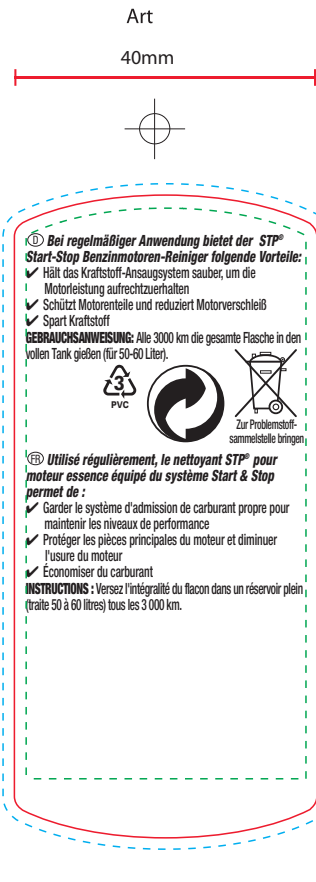 Art
40mm
Ⓓ Bei regelmäßiger Anwendung bietet der STP®
Start-Stop Benzinmotoren-Reiniger folgende Vorteile:
✔ Hält das Kraftstoff-Ansaugsystem sauber, um die
Motorleistung aufrechtzuerhalten
✔ Schützt Motorenteile und reduziert Motorverschleiß
✔ Spart Kraftstoff
GEBRAUCHSANWEISUNG: Alle 3000 km die gesamte Flasche in den
vollen Tank gießen (für 50-60 Liter).
3
PVC
Zur Problemstoff-
sammelstelle bringen
FR Utilisé régulièrement, le nettoyant STP® pour
moteur essence équipé du système Start & Stop
permet de :
✔ Garder le système d'admission de carburant propre pour
maintenir les niveaux de performance
✔ Protéger les pièces principales du moteur et diminuer
l'usure du moteur
✔ Économiser du carburant
INSTRUCTIONS : Versez l'intégralité du flacon dans un réservoir plein
(traite 50 à 60 litres) tous les 3 000 km.